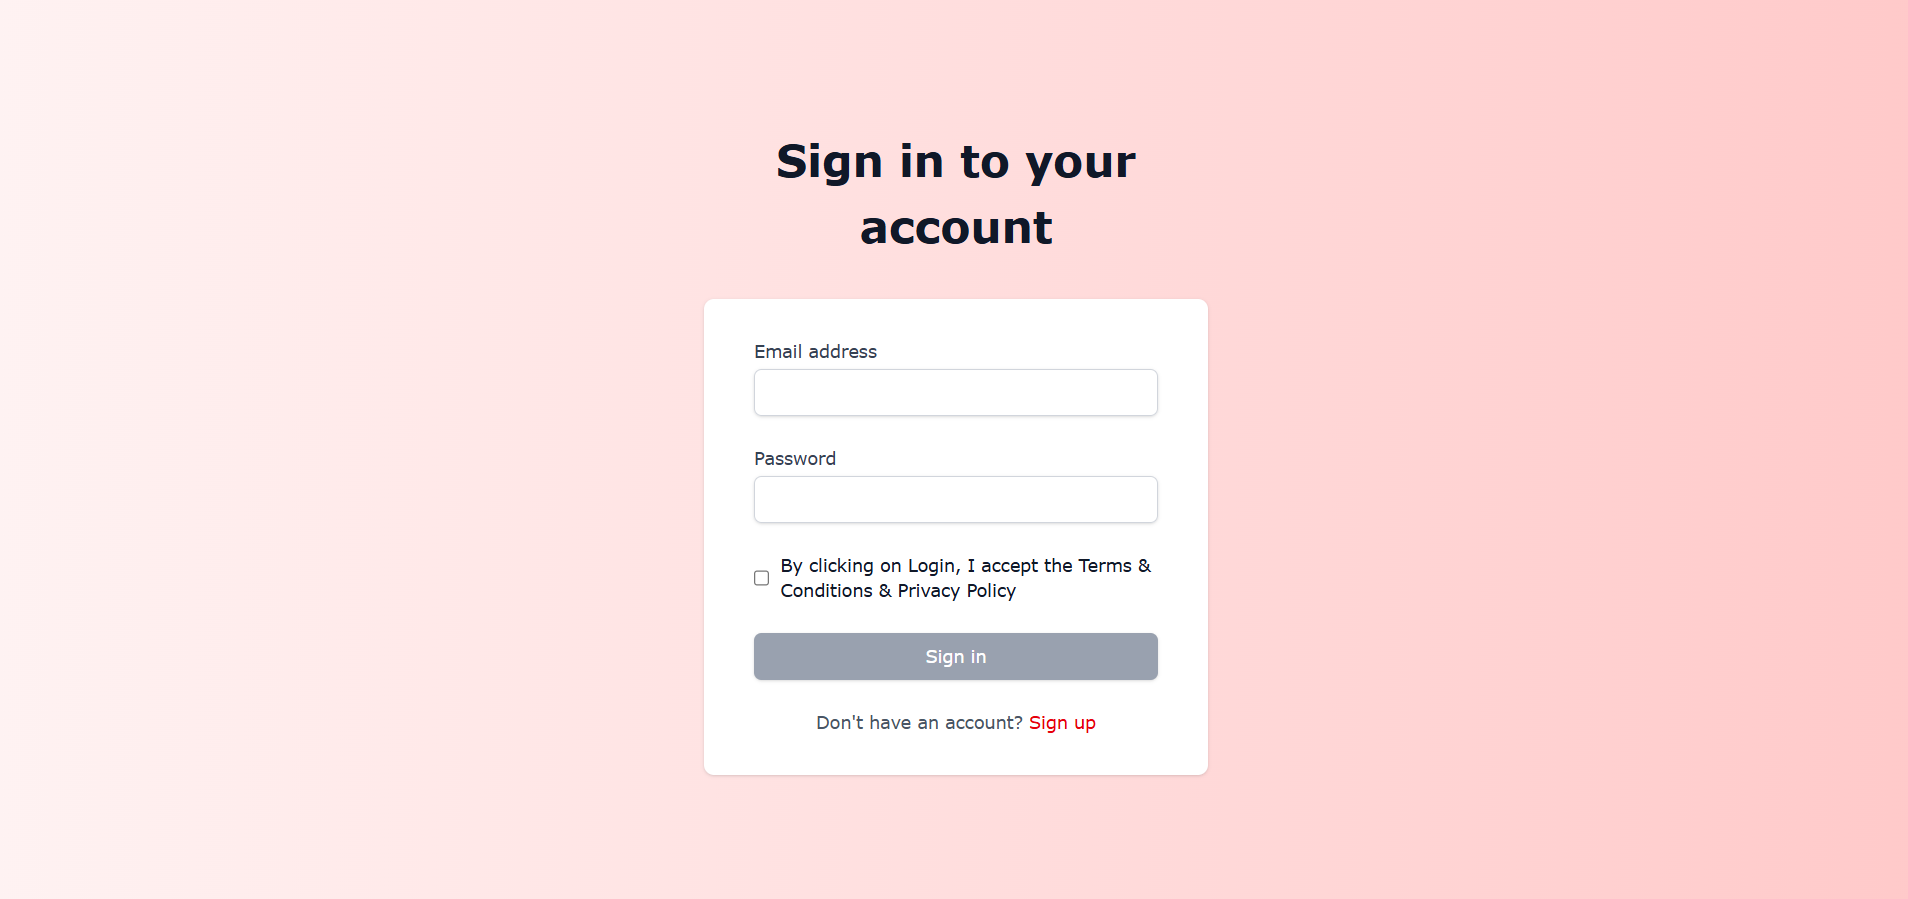 Sign in to your
account
Email address
Password
By clicking on Login, I accept the Terms &
Conditions & Privacy Policy
Sign in
Don't have an account? Sign up